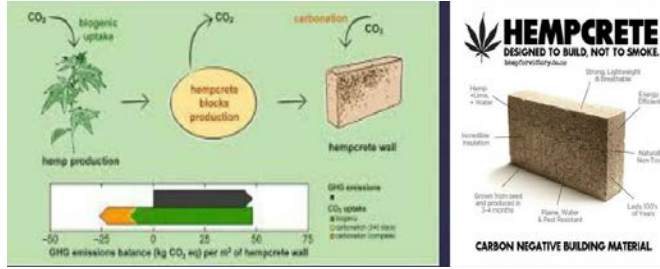 CO₂
biogenic
uptake
CO₂
carbonation
CO₂
hempcrete
blocks
production
hemp production
hempcrete wall
GHG emissions
CO₂ uptake
biogenic
carbonation (240 days)
carbonation (complete)
-50
-25
0
25
50
75
GHG emissions balance (kg CO₂ eq) per m² of hempcrete wall
HEMPCRETE
DESIGNED TO BUILD, NOT TO SMOKE.
Strong, Lightweight
& Breathable
Hemp
+Lime,
+ Water
Energy
Efficient
Incredible
Insulation
Natural
Non-Tox
Grown from seed
and produced in
3-4 months
Flame, Water
& Pest Resistant
Lasts 100's
of Years
CARBON NEGATIVE BUILDING MATERIAL.